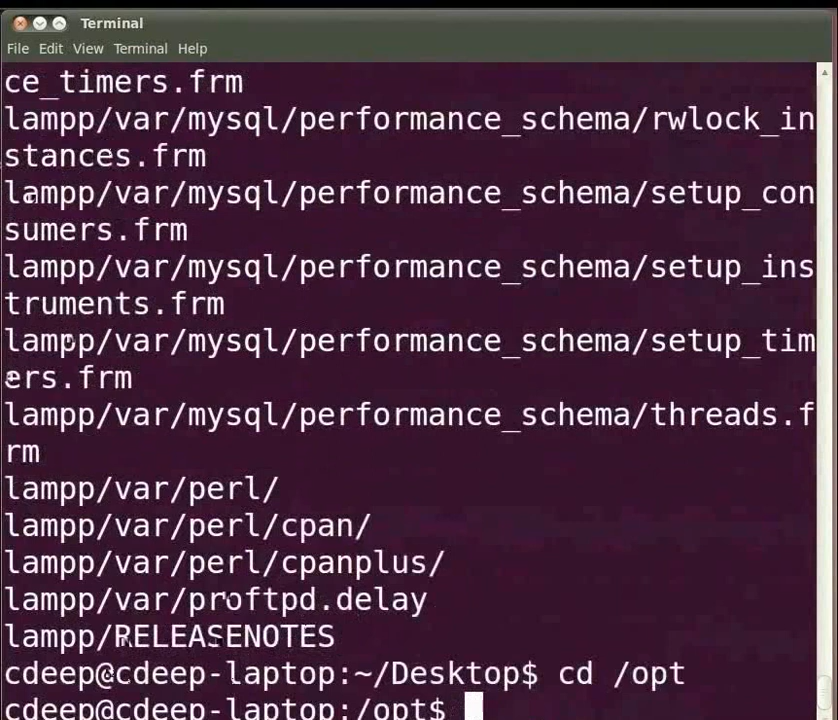 Terminal
File Edit View Terminal Help
ce_timers.frm
lampp/var/mysql/performance_schema/rwlock_in
stances.frm
lampp/var/mysql/performance_schema/setup_con
sumers.frm
lampp/var/mysql/performance_schema/setup_ins
truments.frm
lampp/var/mysql/performance_schema/setup_tim
ers.frm
lampp/var/mysql/performance_schema/threads.f
rm
lampp/var/perl/
lampp/var/perl/cpan/
lampp/var/perl/cpanplus/
lampp/var/proftpd.delay
lampp/RELEASENOTES
cdeep@cdeep-laptop:~/Desktop$ cd /opt
cdeep@cdeep-laptop:/opt$